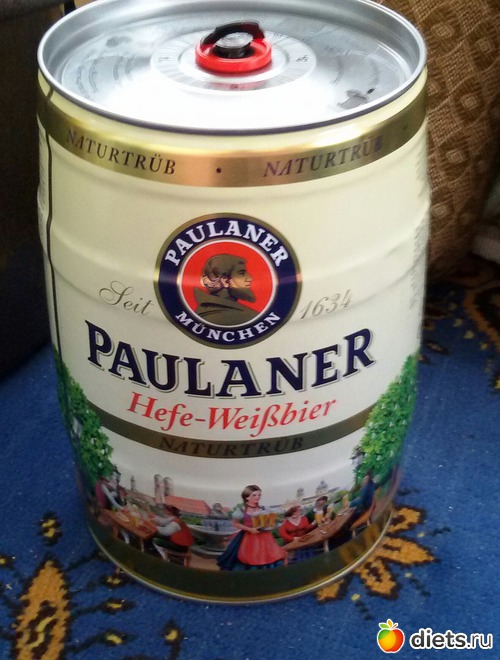 NATURTRÜB · NATURTRÜB
PAULANER
MÜNCHEN
Seit 1634
PAULANER
Hefe-Weißbier
NATURTRÜB
diets.ru